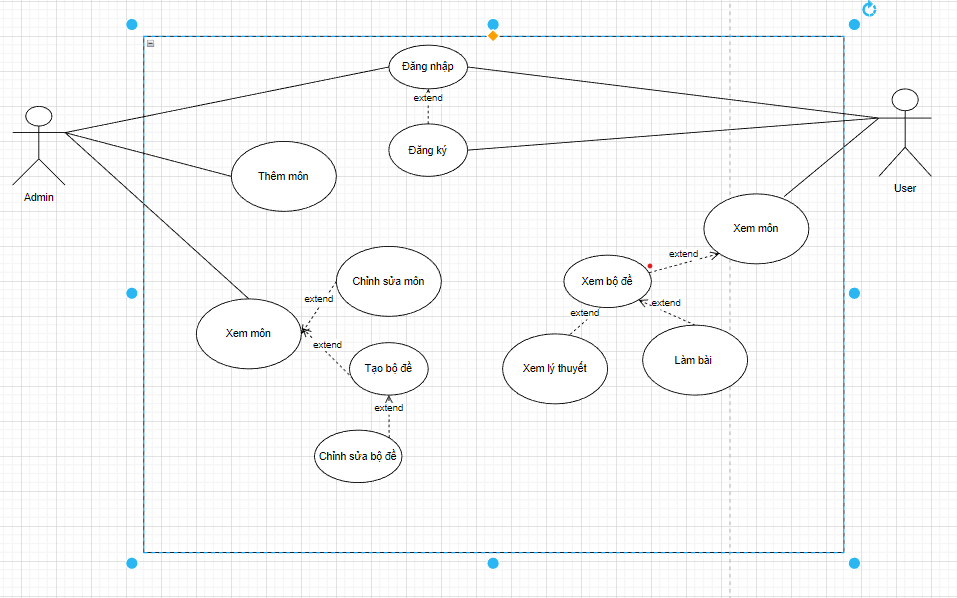 Đăng nhập
extend
Đăng ký
Admin
User
Thêm môn
Xem môn
extend
Chỉnh sửa môn
Xem bộ đề
extend
extend
extend
Xem môn
extend
Tạo bộ đề
Xem lý thuyết
Làm bài
extend
Chỉnh sửa bộ đề